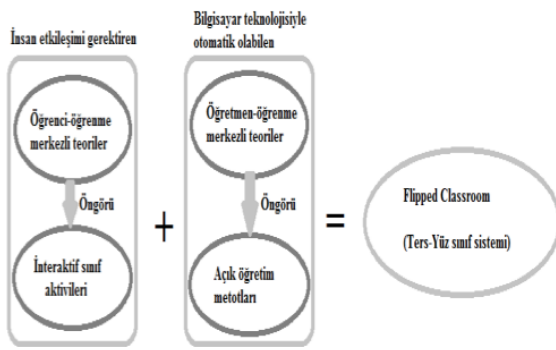 İnsan etkileşimi gerektiren
Öğrenci-öğrenme
merkezli teoriler
Öngörü
İnteraktif sınıf
aktivileri
+
Bilgisayar teknolojisiyle
otomatik olabilen
Öğretmen-öğrenme
merkezli teoriler
Öngörü
Açık öğretim
metotları
=
Flipped Classroom
(Ters-Yüz sınıf sistemi)